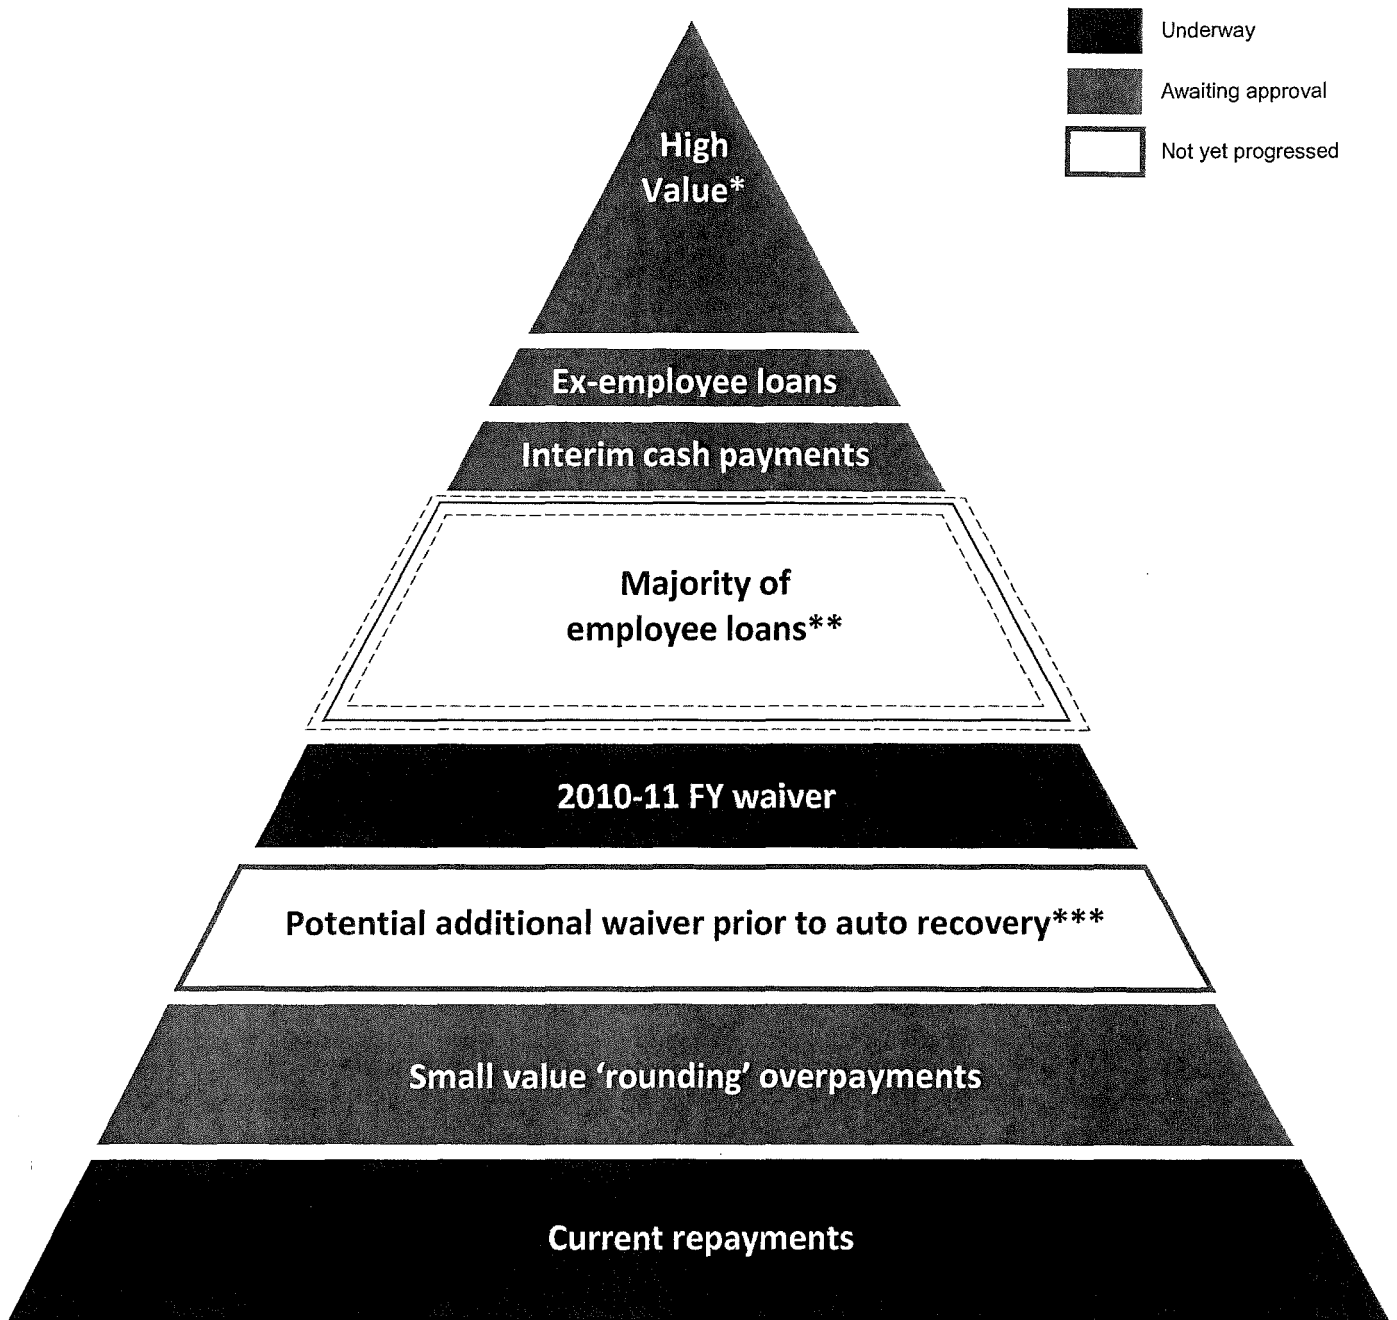 Underway
Awaiting approval
Not yet progressed
High
Value*
Ex-employee loans
Interim cash payments
Majority of
employee loans**
2010-11 FY waiver
Potential additional waiver prior to auto recovery***
Small value ‘rounding’ overpayments
Current repayments